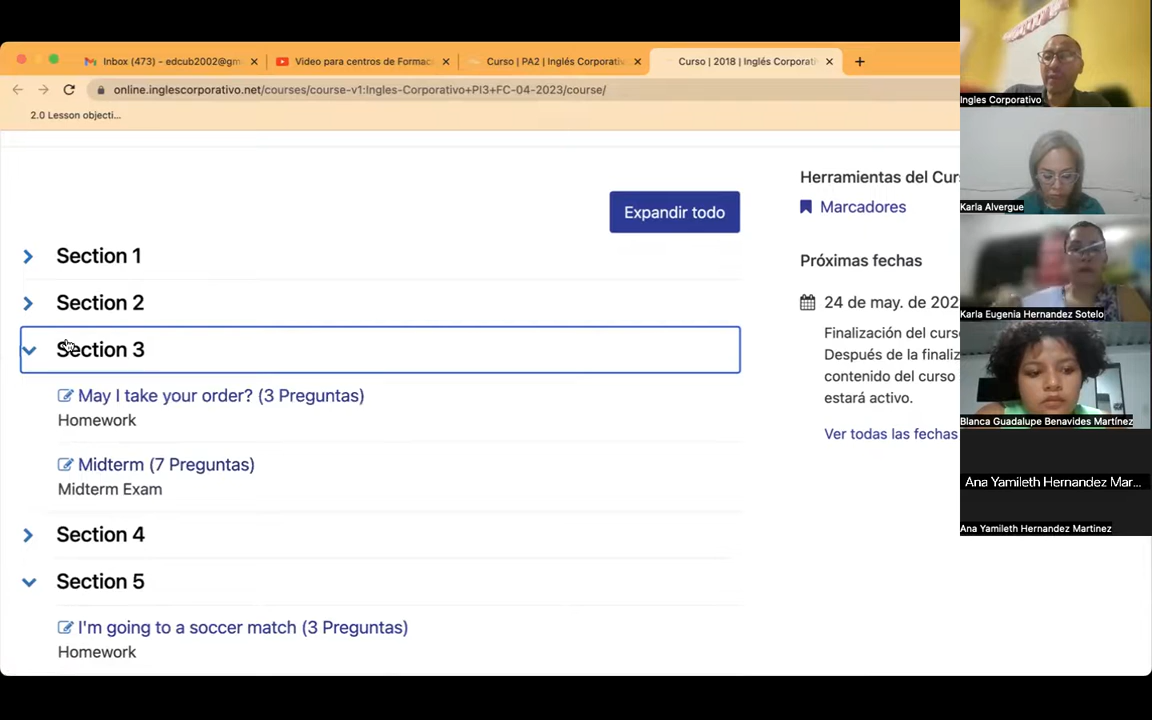 Inbox (473) - edcub2002@gm
Video para centros de Formac
Curso | PA2 | Inglés Corporativ
Curso | 2018 | Inglés Corporati
online.inglescorporativo.net/courses/course-v1:Ingles-Corporativo+PI3+FC-04-2023/course/
2.0 Lesson objecti...
Expandir todo
Section 1
Section 2
Section 3
May I take your order? (3 Preguntas)
Homework
Midterm (7 Preguntas)
Midterm Exam
Section 4
Section 5
I'm going to a soccer match (3 Preguntas)
Homework
Herramientas del Cur
Marcadores
Próximas fechas
24 de may. de 202
Finalización del curs
Después de la finaliz
contenido del curso
estará activo.
Ver todas las fechas
Ingles Corporativo
Karla Alvergue
Karla Eugenia Hernandez Sotelo
Blanca Guadalupe Benavides Martínez
Ana Yamileth Hernandez Mar...
Ana Yamileth Hernandez Martinez